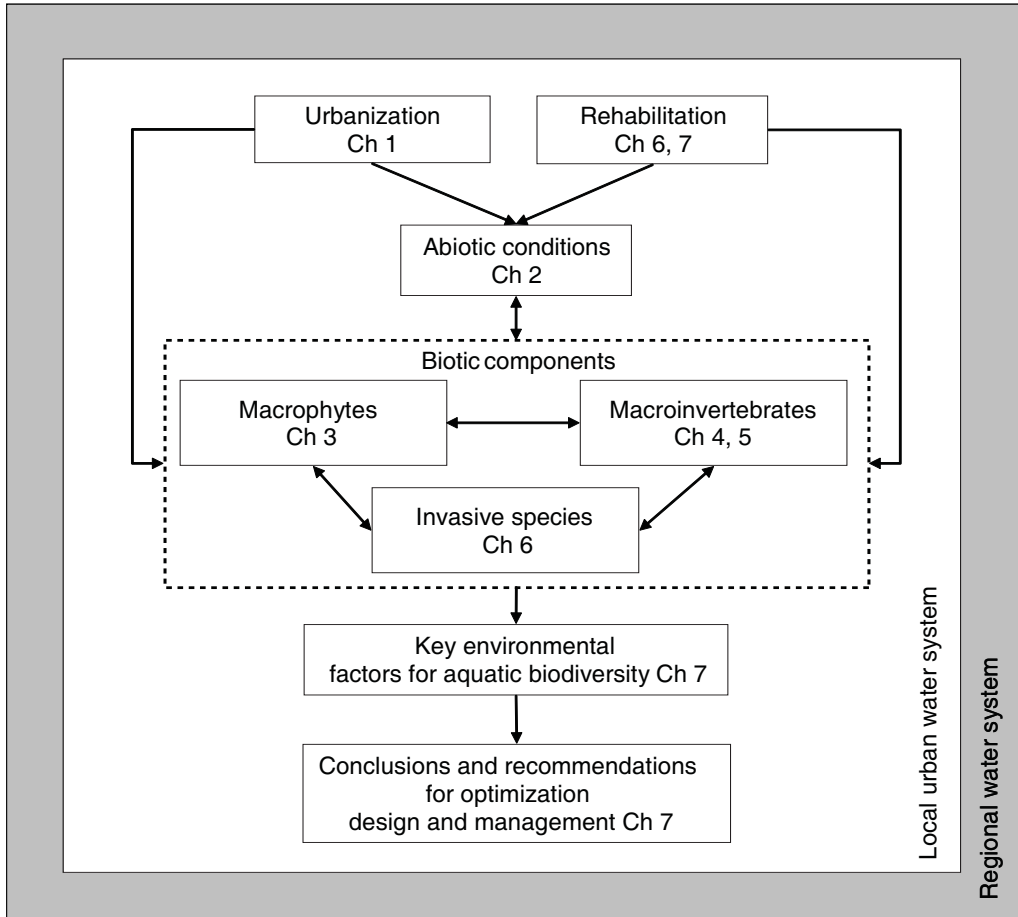 Urbanization
Ch 1
Rehabilitation
Ch 6, 7
Abiotic conditions
Ch 2
Biotic components
Macrophytes
Ch 3
Macroinvertebrates
Ch 4, 5
Invasive species
Ch 6
Key environmental
factors for aquatic biodiversity Ch 7
Conclusions and recommendations
for optimization
design and management Ch 7
Local urban water system
Regional water system